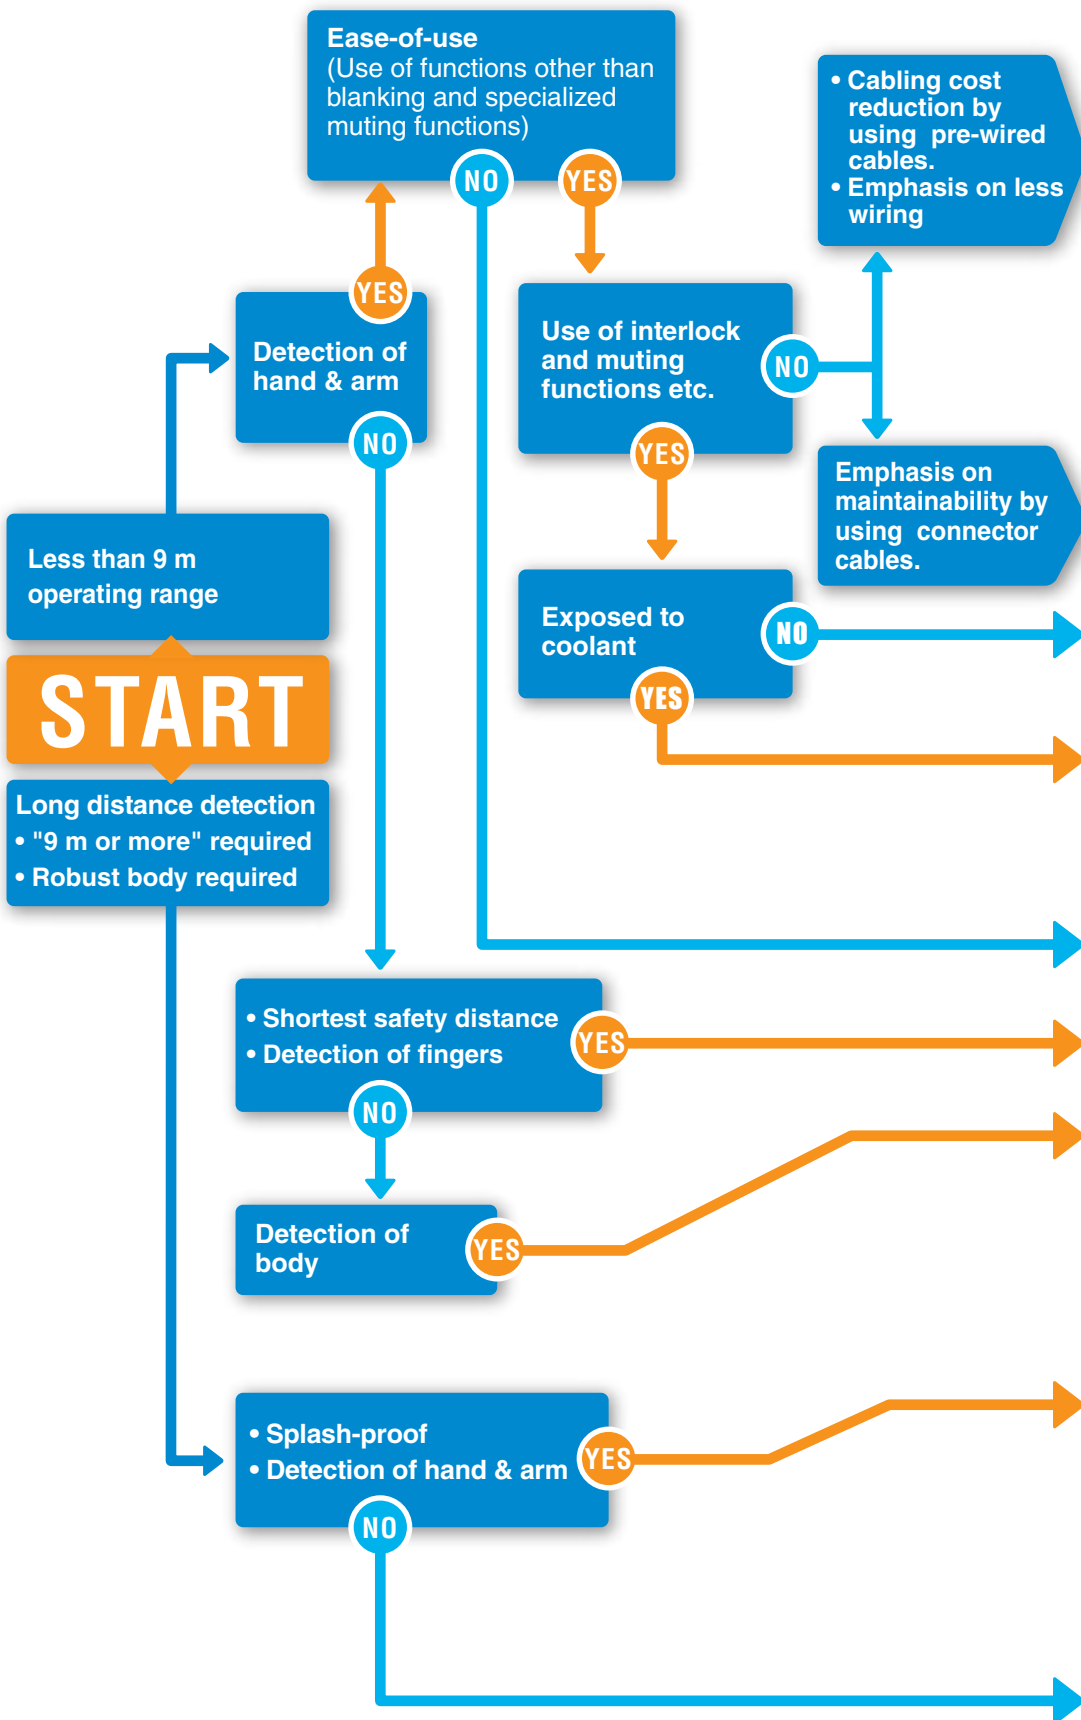 Ease-of-use
(Use of functions other than
blanking and specialized
muting functions)
NO
YES
• Cabling cost
reduction by
using pre-wired
cables.
• Emphasis on less
wiring
YES
Detection of
hand & arm
NO
Use of interlock
and muting
functions etc.
NO
YES
Emphasis on
maintainability by
using connector
cables.
Less than 9 m
operating range
Exposed to
coolant
NO
YES
START
Long distance detection
• "9 m or more" required
• Robust body required
• Shortest safety distance
• Detection of fingers
YES
NO
Detection of
body
YES
• Splash-proof
• Detection of hand & arm
YES
NO